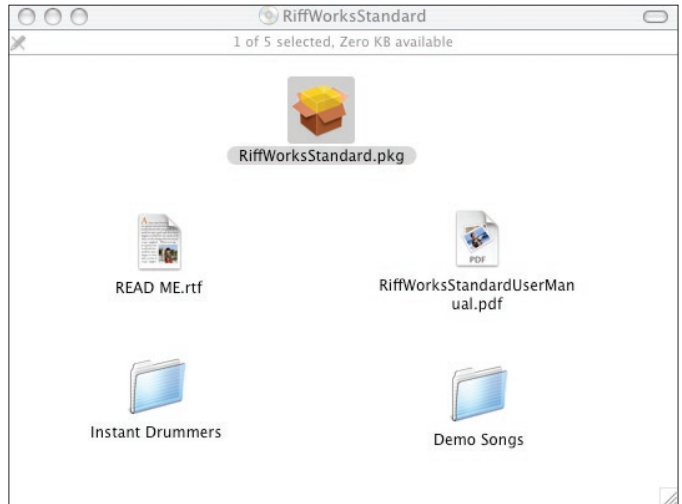 RiffWorksStandard
1 of 5 selected, Zero KB available
RiffWorksStandard.pkg
READ ME.rtf
PDF
RiffWorksStandardUserMan
ual.pdf
Instant Drummers
Demo Songs